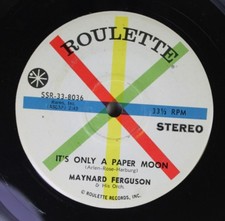 ROULETTE
SSR-33-8036
33⅓ RPM
STEREO
IT'S ONLY A PAPER MOON
(Arlen-Rose-Harburg)
MAYNARD FERGUSON
& His Orch.
© ROULETTE RECORDS, INC.